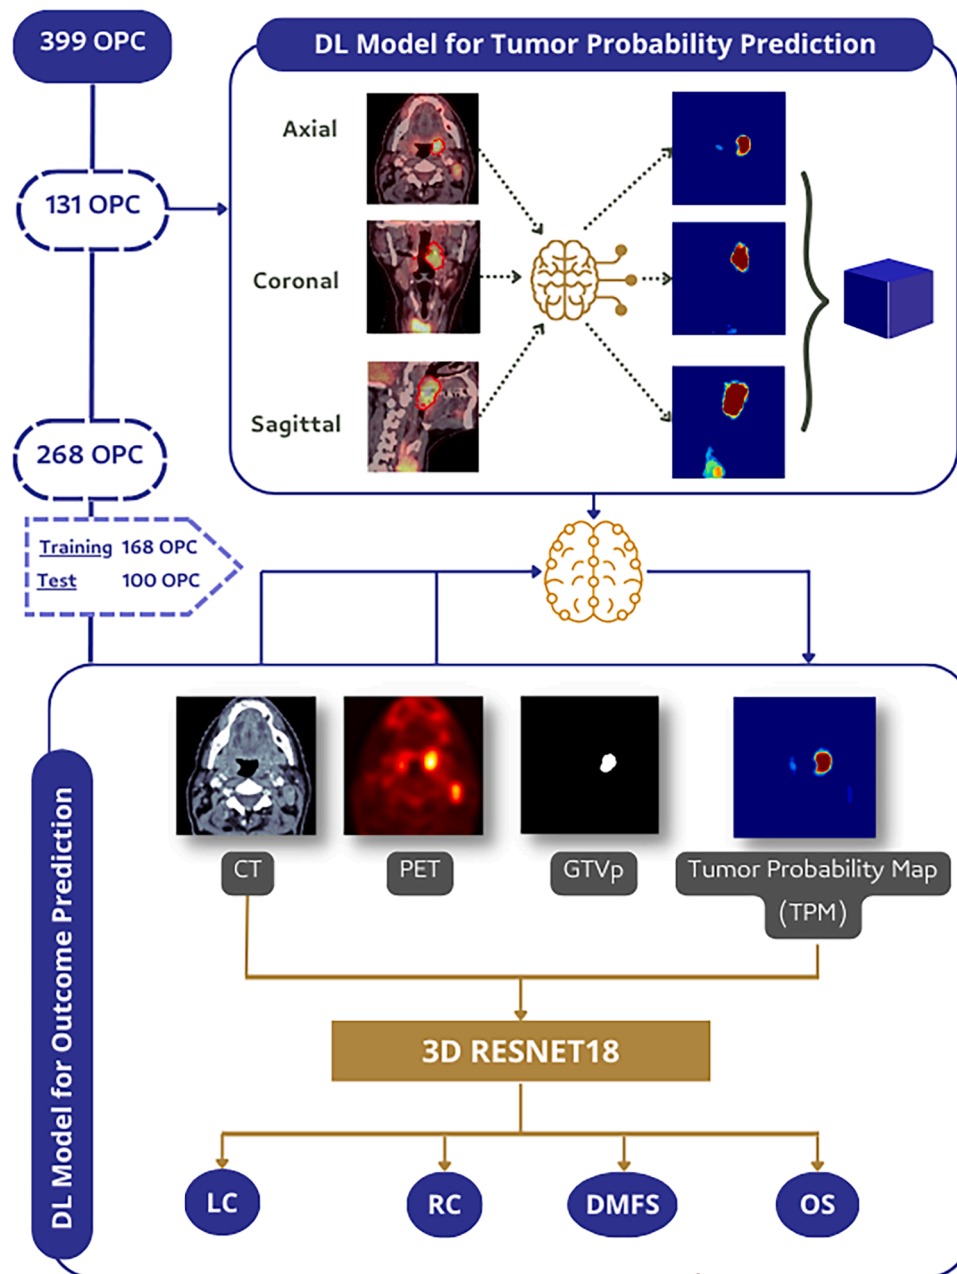 399 OPC
DL Model for Tumor Probability Prediction
Axial
131 OPC
Coronal
Sagittal
268 OPC
Training 168 OPC
Test 100 OPC
DL Model for Outcome Prediction
CT
PET
GTVp
Tumor Probability Map
(TPM)
3D RESNET18
LC
RC
DMFS
OS